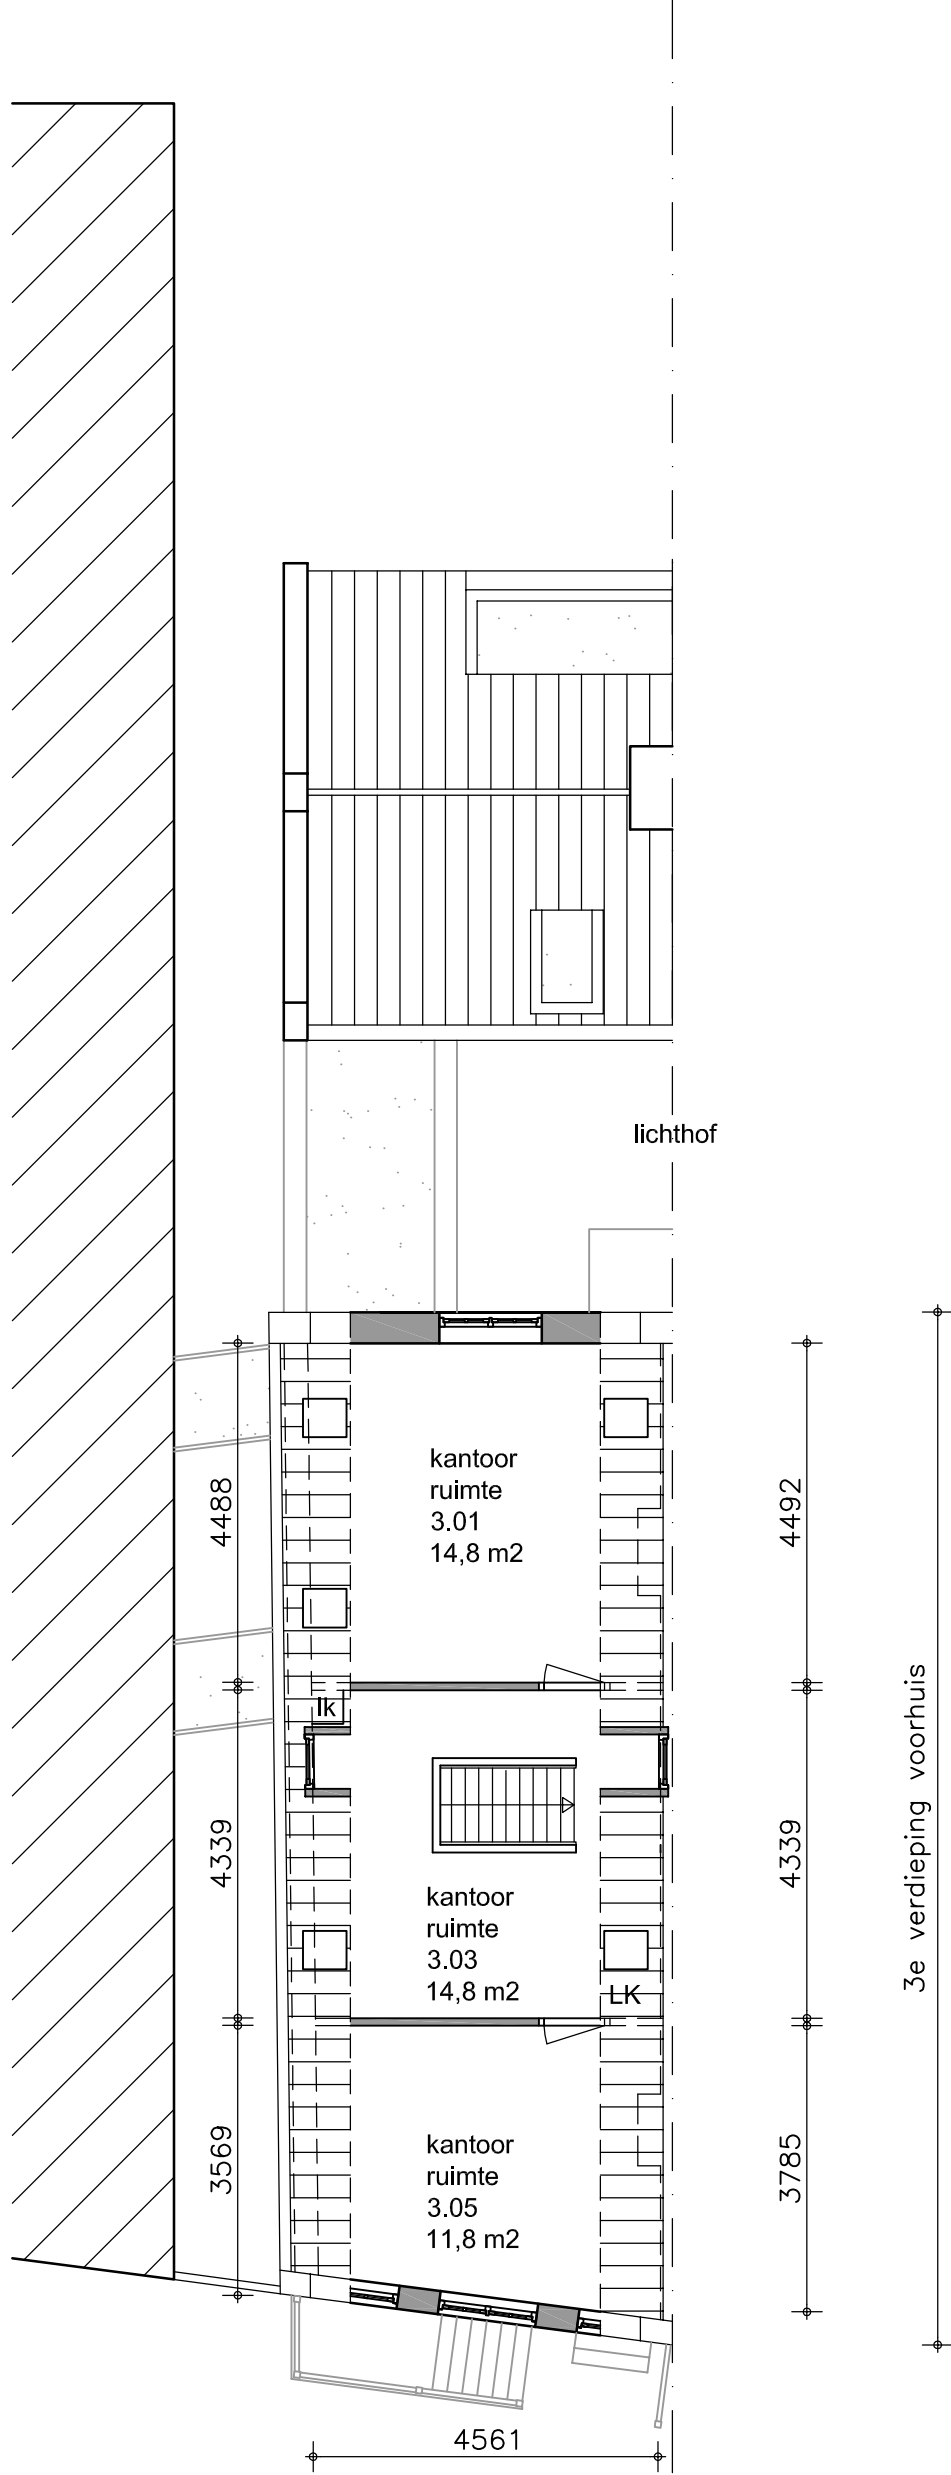 lichthof
4488
kantoor
ruimte
3.01
14,8 m2
4492
lk
3e verdieping voorhuis
4339
kantoor
ruimte
3.03
14,8 m2
4339
LK
3569
kantoor
ruimte
3.05
11,8 m2
3785
4561